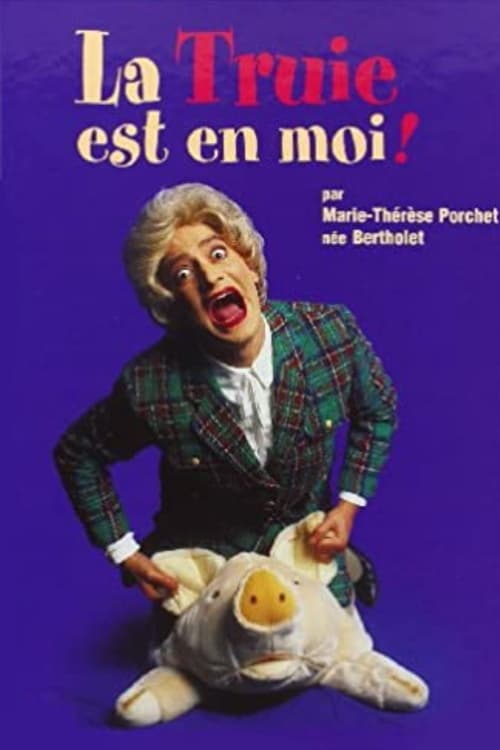 La Truie
est en moi!
par
Marie-Thérèse Porchet
née Bertholet